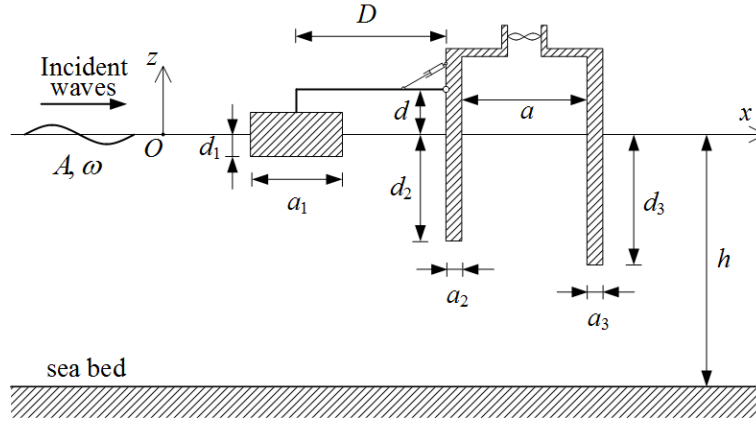 D
Incident
waves
z
d
a
x
O
d₁
A, ω
a₁
d₂
d₃
h
a₂
a₃
sea bed